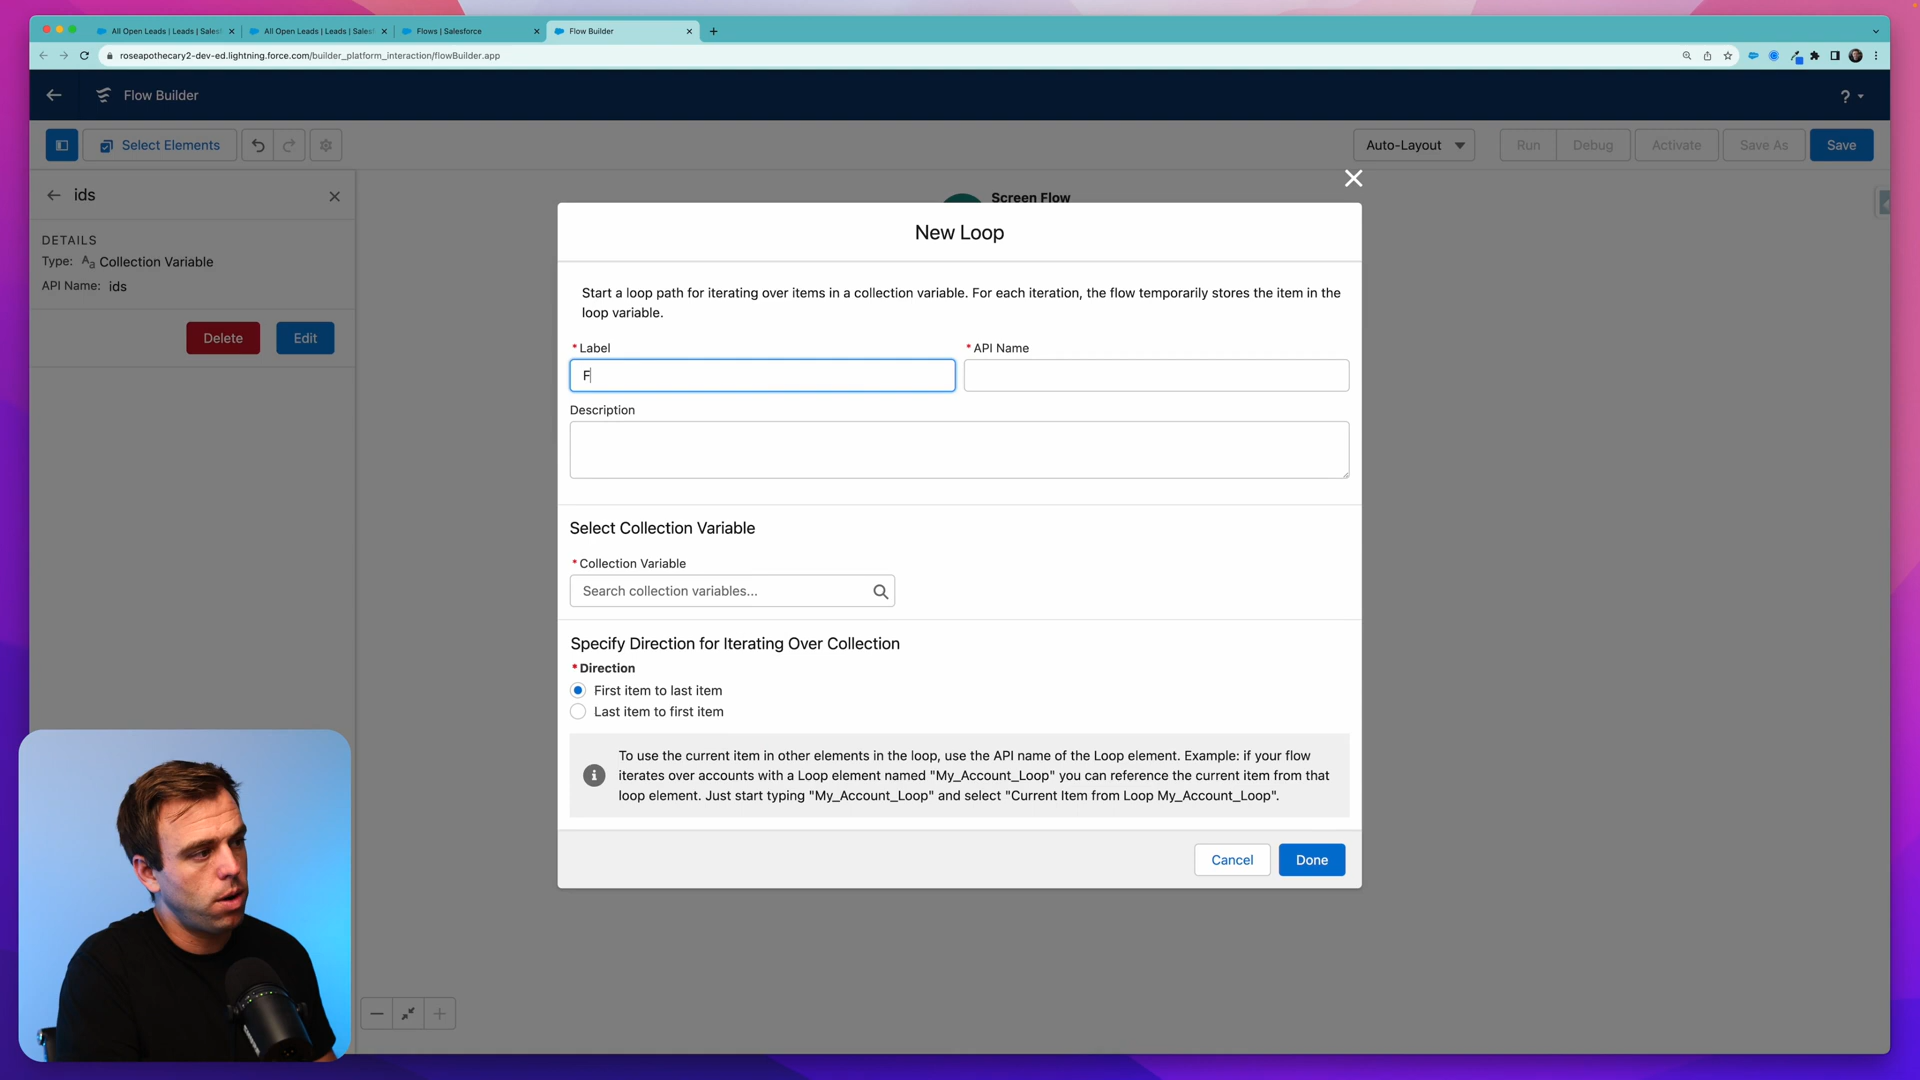 All Open Leads | Leads | Sales
All Open Leads | Leads | Sales
Flows | Salesforce
Flow Builder
roseapothecary2-dev-ed.lightning.force.com/builder_platform_interaction/flowBuilder.app
Flow Builder
?
Select Elements
Auto-Layout
Run
Debug
Activate
Save As
Save
ids
Screen Flow
DETAILS
Type: Aa Collection Variable
API Name: ids
Delete
Edit
New Loop
Start a loop path for iterating over items in a collection variable. For each iteration, the flow temporarily stores the item in the
loop variable.
* Label
* API Name
F
Description
Select Collection Variable
* Collection Variable
Search collection variables...
Specify Direction for Iterating Over Collection
* Direction
First item to last item
Last item to first item
To use the current item in other elements in the loop, use the API name of the Loop element. Example: if your flow
iterates over accounts with a Loop element named "My_Account_Loop" you can reference the current item from that
loop element. Just start typing "My_Account_Loop" and select "Current Item from Loop My_Account_Loop".
Cancel
Done